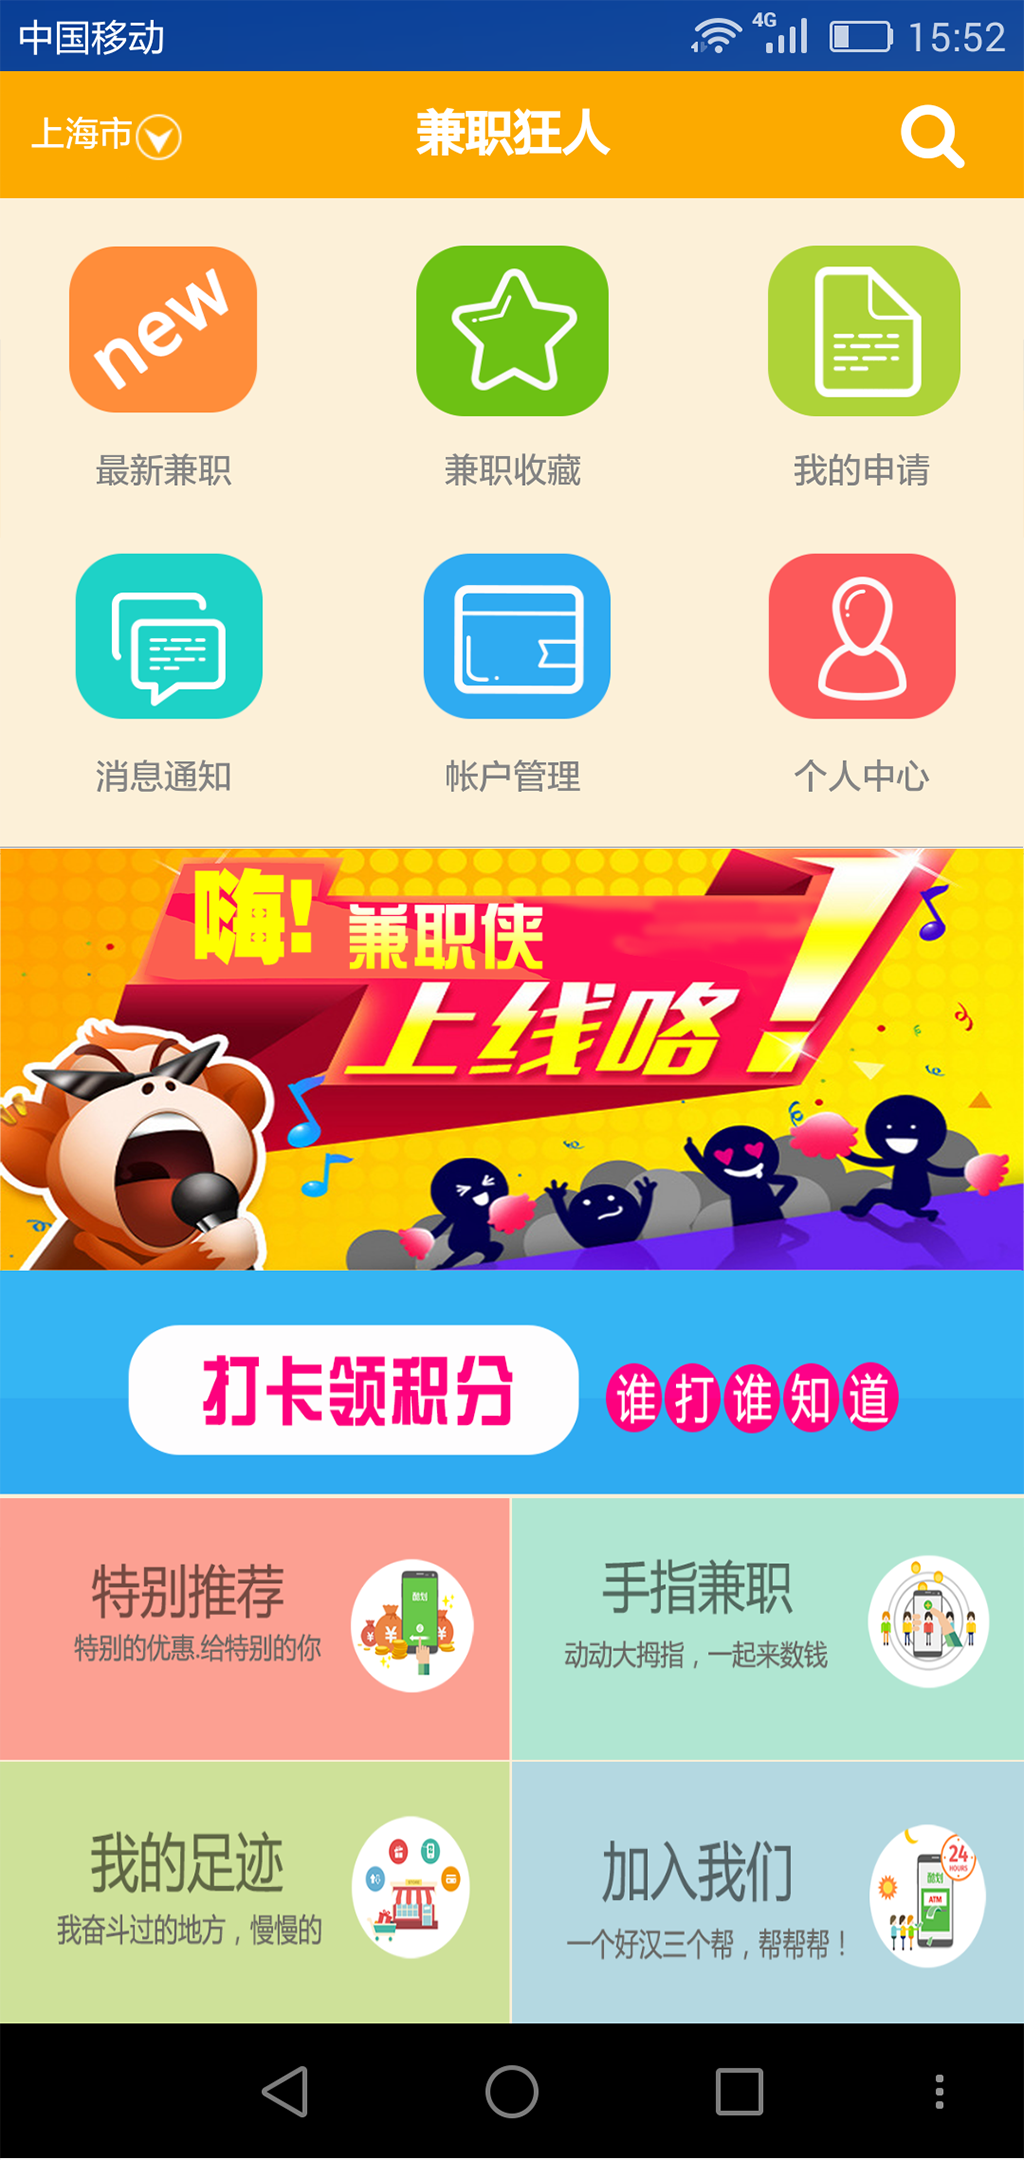 中国移动 4G 15:52
上海市 兼职狂人
new
最新兼职 兼职收藏 我的申请
消息通知 帐户管理 个人中心
嗨! 兼职侠
上线咯!
打卡领积分 谁打谁知道
特别推荐
特别的优惠.给特别的你
酷划
手指兼职
动动大拇指，一起来数钱
我的足迹
我奋斗过的地方，慢慢的
加入我们
一个好汉三个帮，帮帮帮！
24
HOURS
酷划
ATM